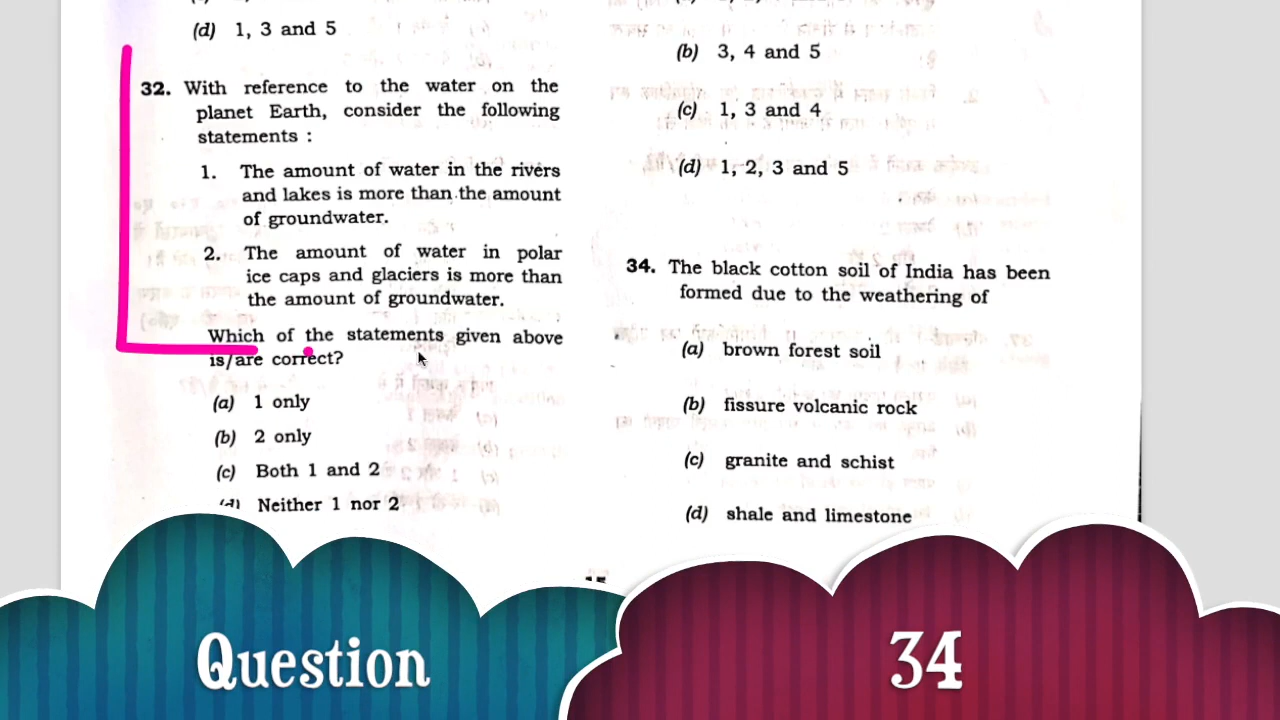 (d) 1, 3 and 5
32. With reference to the water on the
planet Earth, consider the following
statements :
1. The amount of water in the rivers
and lakes is more than the amount
of groundwater.
2. The amount of water in polar
ice caps and glaciers is more than
the amount of groundwater.
Which of the statements given above
is/are correct?
(a) 1 only
(b) 2 only
(c) Both 1 and 2
(d) Neither 1 nor 2
(b) 3, 4 and 5
(c) 1, 3 and 4
(d) 1, 2, 3 and 5
34. The black cotton soil of India has been
formed due to the weathering of
(a) brown forest soil
(b) fissure volcanic rock
(c) granite and schist
(d) shale and limestone
Question
34